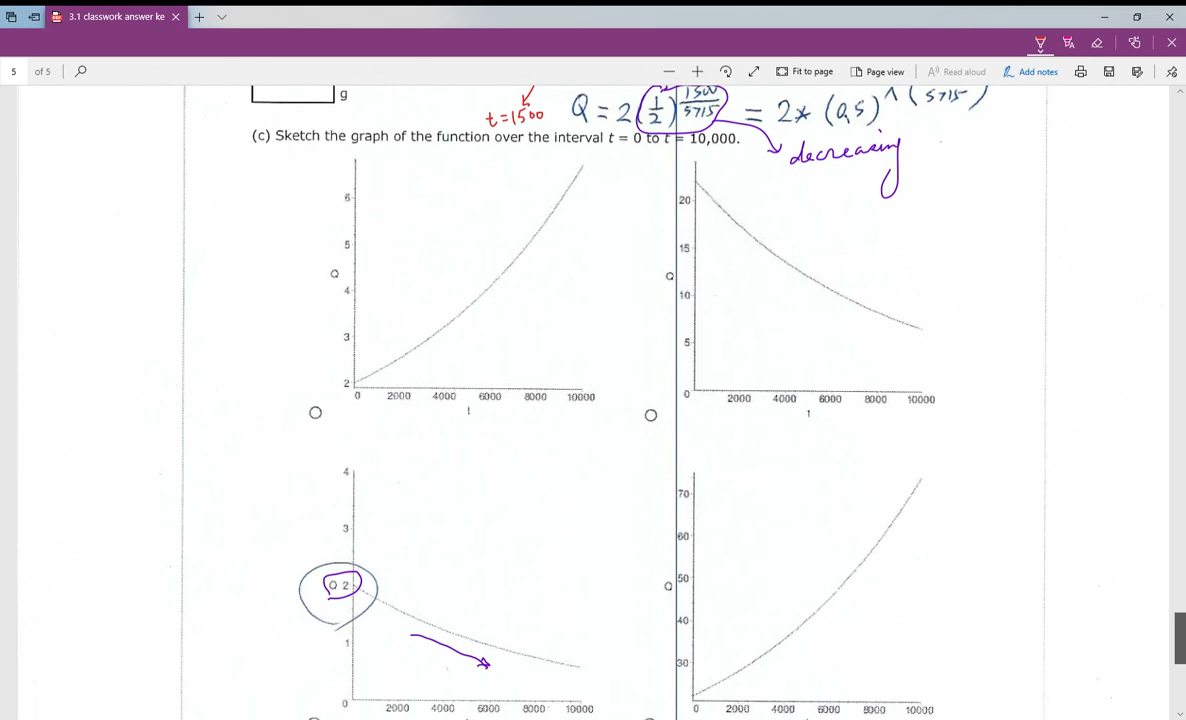 3.1 classwork answer ke
5 of 5
Fit to page
Page view
Read aloud
Add notes
g
t=1500
Q = 2(1/2)^(1500/5715) = 2* (0,5)^(
5715)
(c) Sketch the graph of the function over the interval t = 0 to t = 10,000.
decreasing
6
5
Q
4
3
2
0 2000 4000 6000 8000 10000
t
20
15
Q
10
5
0
2000 4000 6000 8000 10000
t
4
3
Q 2
1
0
2000 4000 6000 8000 10000
70
60
Q 50
40
30
0 2000 4000 6000 8000 10000